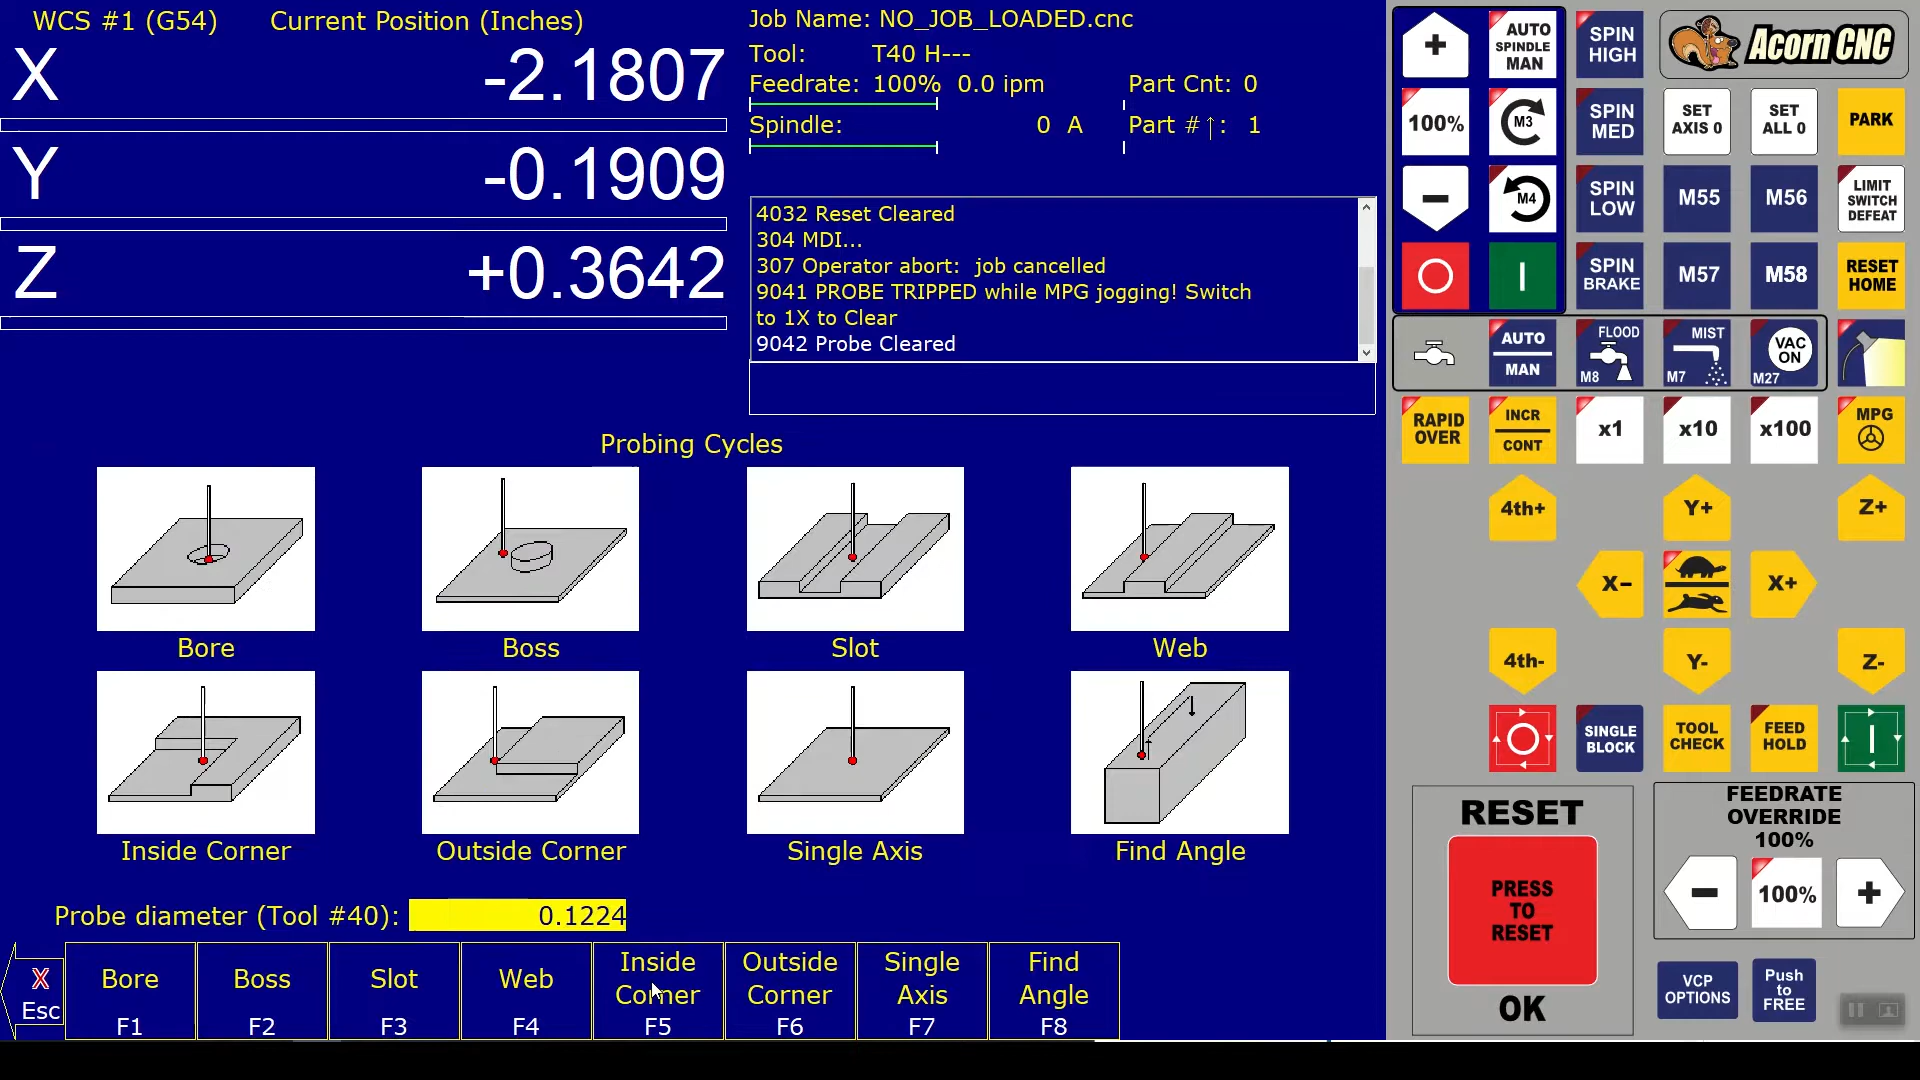 WCS #1 (G54) Current Position (Inches)
X -2.1807
Y -0.1909
Z +0.3642
Job Name: NO_JOB_LOADED.cnc
Tool: T40 H---
Feedrate: 100% 0.0 ipm Part Cnt: 0
Spindle: 0 A Part #↑: 1
4032 Reset Cleared
304 MDI...
307 Operator abort: job cancelled
9041 PROBE TRIPPED while MPG jogging! Switch
to 1X to Clear
9042 Probe Cleared
Probing Cycles
Bore Boss Slot Web
Inside Corner Outside Corner Single Axis Find Angle
Probe diameter (Tool #40): 0.1224
X
Esc
Bore
F1
Boss
F2
Slot
F3
Web
F4
Inside
Corner
F5
Outside
Corner
F6
Single
Axis
F7
Find
Angle
F8
+
AUTO
SPINDLE
MAN
SPIN
HIGH
Acorn CNC
100%
M3
SPIN
MED
SET
AXIS 0
SET
ALL 0
PARK
−
M4
SPIN
LOW
M55
M56
LIMIT
SWITCH
DEFEAT
SPIN
BRAKE
M57
M58
RESET
HOME
AUTO
MAN
FLOOD
M8
MIST
M7
VAC
ON
M27
RAPID
OVER
INCR
CONT
x1
x10
x100
MPG
4th+
Y+
Z+
X−
X+
4th-
Y-
Z-
SINGLE
BLOCK
TOOL
CHECK
FEED
HOLD
RESET
PRESS
TO
RESET
OK
FEEDRATE
OVERRIDE
100%
−
100%
+
VCP
OPTIONS
Push
to
FREE